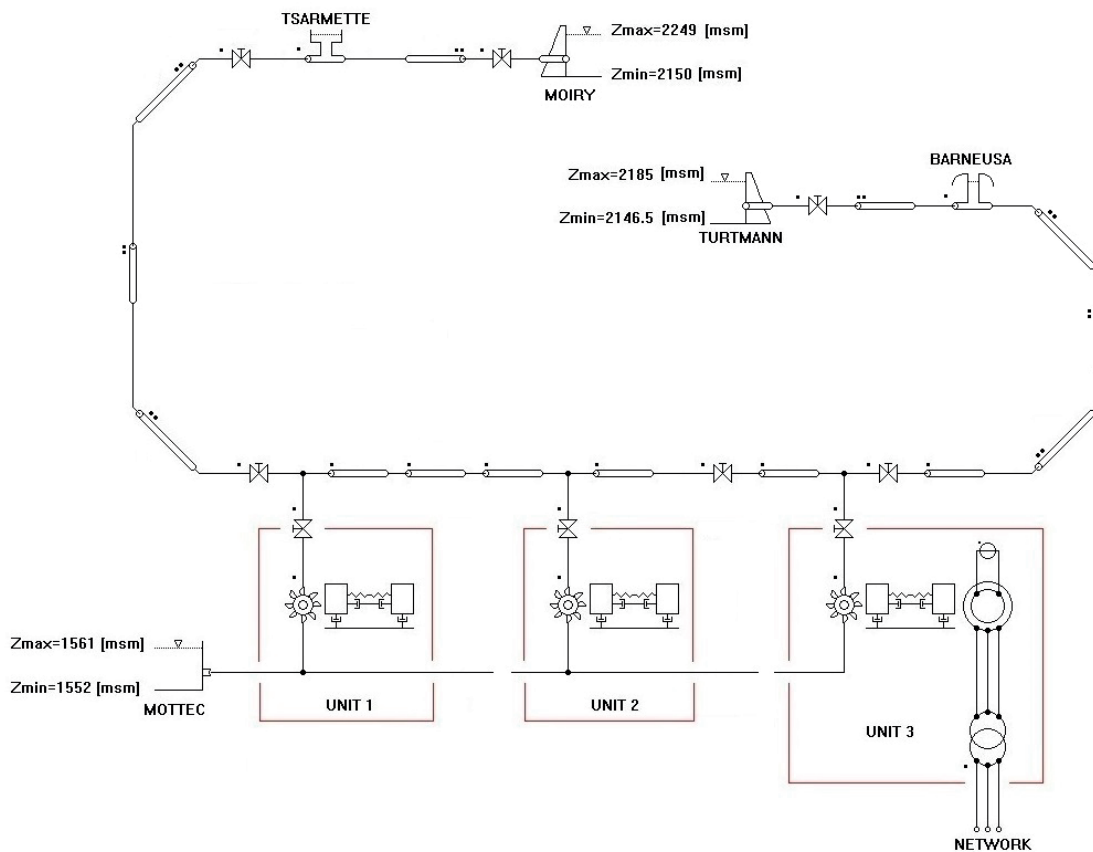 TSARMETTE
Zmax=2249 [msm]
Zmin=2150 [msm]
MOIRY
BARNEUSA
Zmax=2185 [msm]
Zmin=2146.5 [msm]
TURTMANN
Zmax=1561 [msm]
Zmin=1552 [msm]
MOTTEC
UNIT 1
UNIT 2
UNIT 3
NETWORK